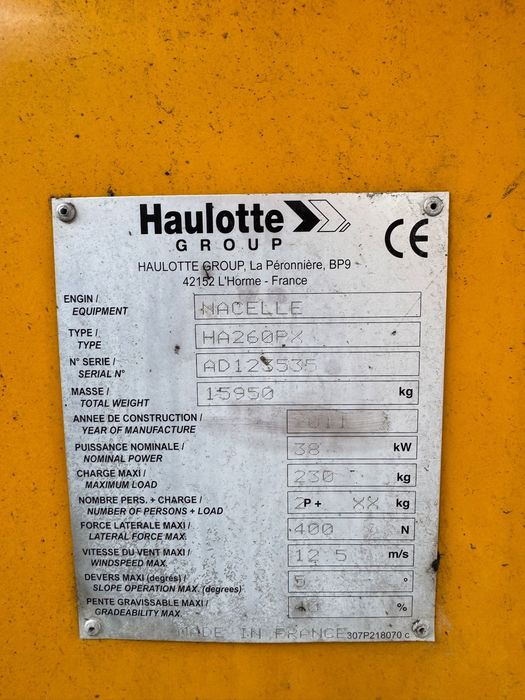 Haulotte
GROUP
CE
HAULOTTE GROUP, La Péronnière, BP9
42152 L'Horme - France
ENGIN / NACELLE
EQUIPMENT
TYPE / HA260PX
TYPE
N° SERIE / AD123535
SERIAL N°
MASSE / 15950 kg
TOTAL WEIGHT
ANNEE DE CONSTRUCTION /
YEAR OF MANUFACTURE
PUISSANCE NOMINALE / 38 kW
NOMINAL POWER
CHARGE MAXI / 230 kg
MAXIMUM LOAD
NOMBRE PERS. + CHARGE / 2P + XX kg
NUMBER OF PERSONS + LOAD
FORCE LATERALE MAXI / 400 N
LATERAL FORCE MAX.
VITESSE DU VENT MAXI / 12 5 m/s
WINDSPEED MAX.
DEVERS MAXI (degrés) / 5 °
SLOPE OPERATION MAX. (degrees)
PENTE GRAVISSABLE MAXI / %
GRADEABILITY MAX.
MADE IN FRANCE 307P218070 c